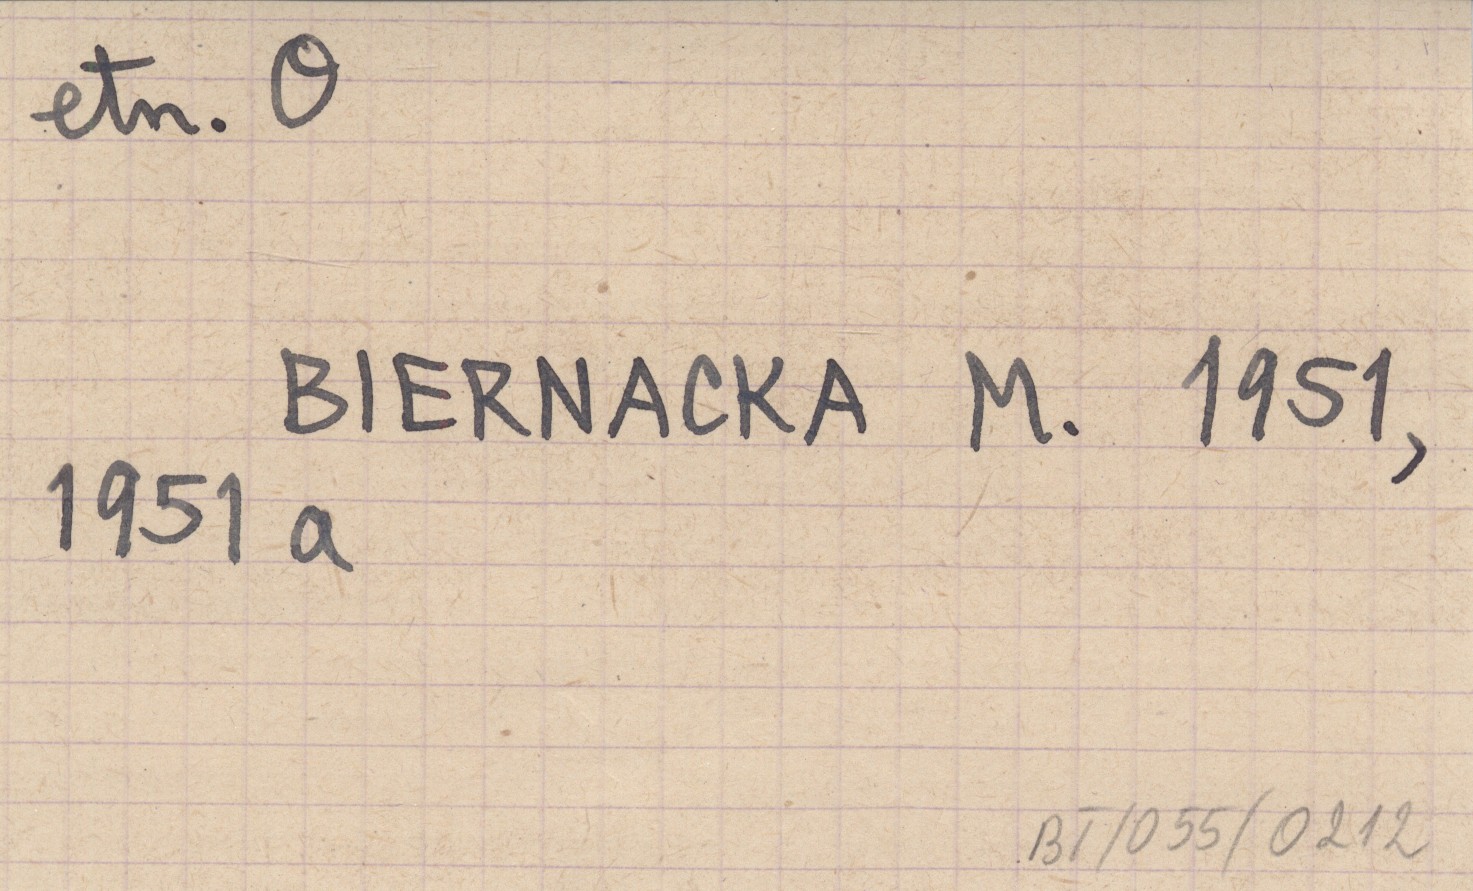 etn. O
BIERNACKA M. 1951,
1951 a
BT/055/0212